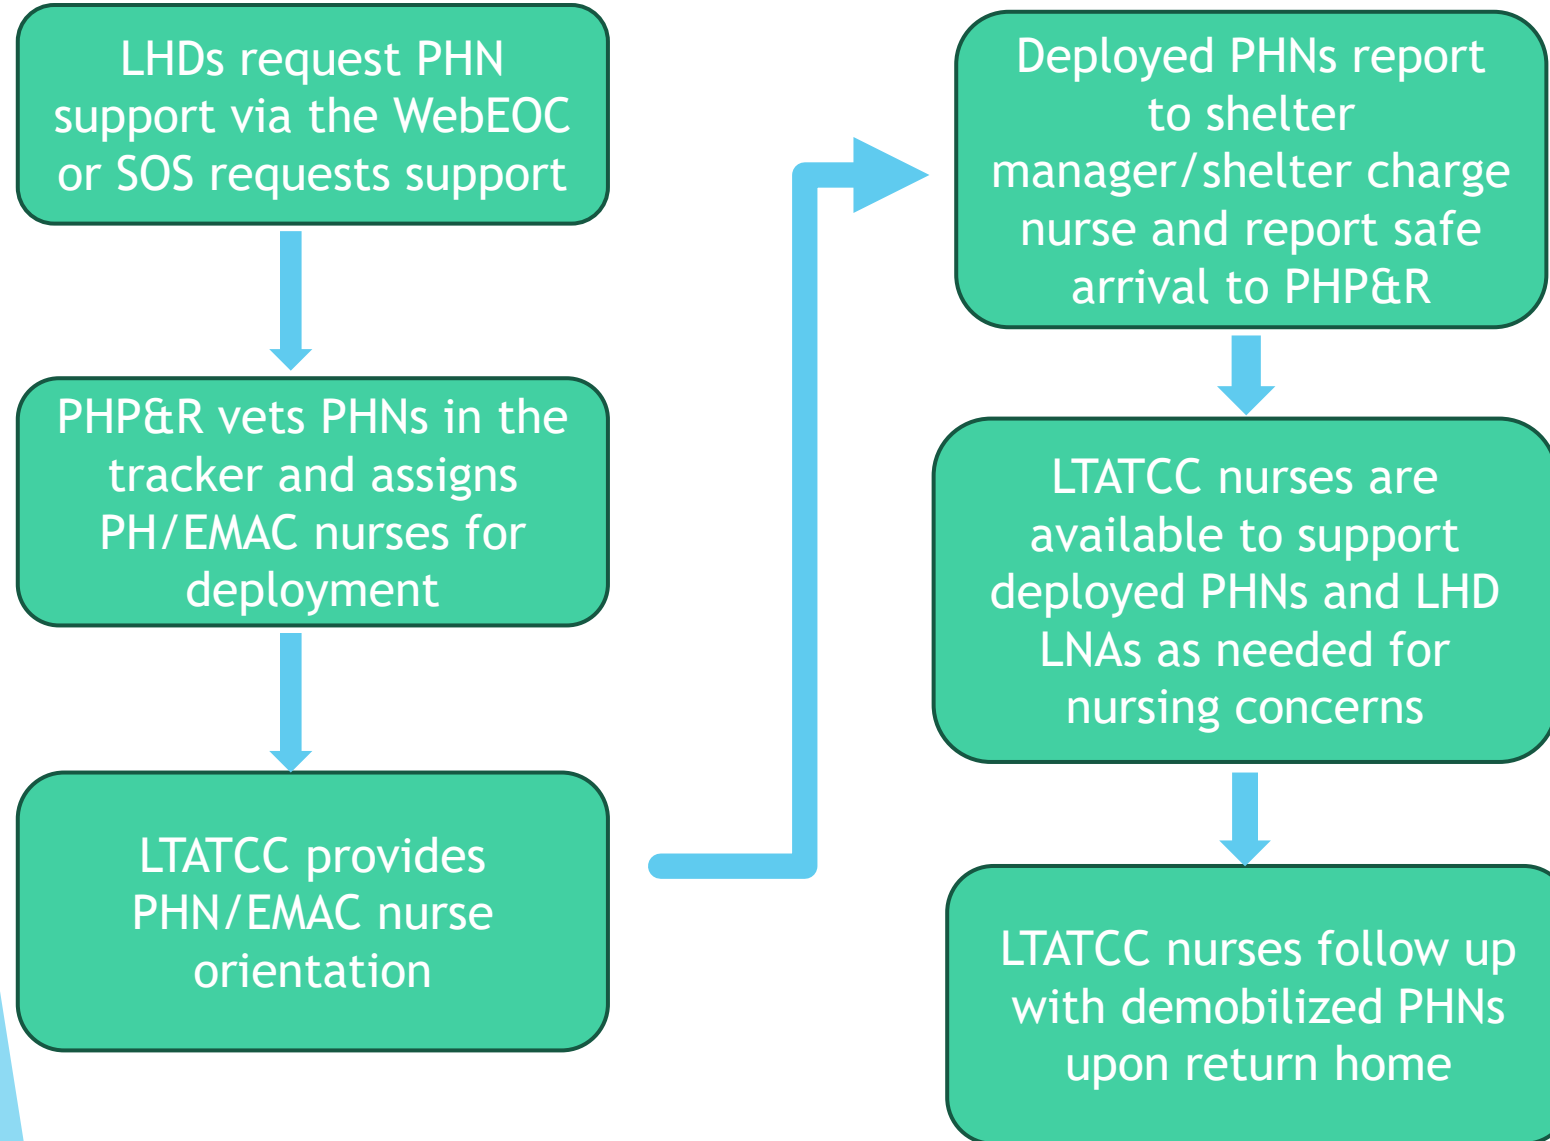 LHDs request PHN
support via the WebEOC
or SOS requests support
PHP&R vets PHNs in the
tracker and assigns
PH/EMAC nurses for
deployment
LTATCC provides
PHN/EMAC nurse
orientation
Deployed PHNs report
to shelter
manager/shelter charge
nurse and report safe
arrival to PHP&R
LTATCC nurses are
available to support
deployed PHNs and LHD
LNAs as needed for
nursing concerns
LTATCC nurses follow up
with demobilized PHNs
upon return home